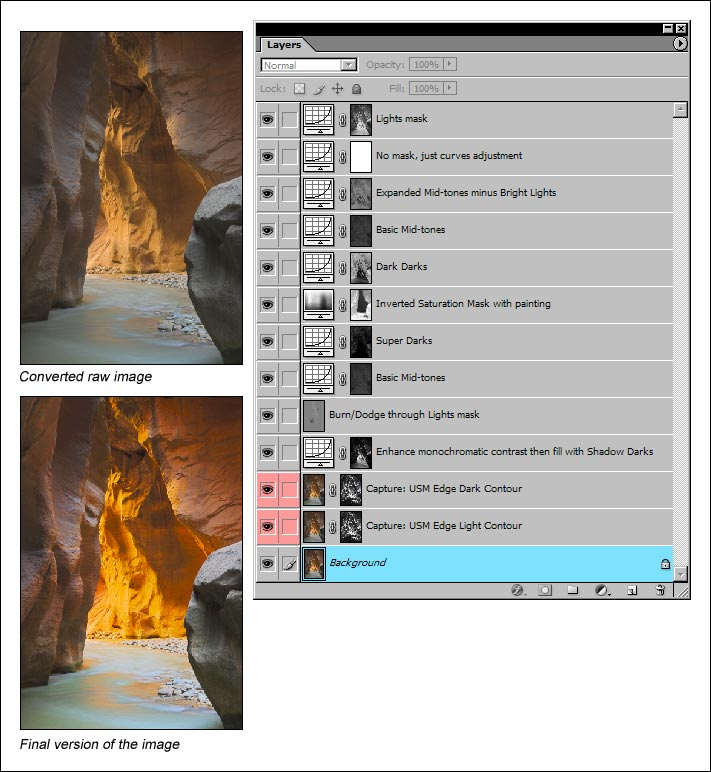 Converted raw image
Final version of the image
Layers
Normal
Opacity: 100%
Lock:
Fill: 100%
Lights mask
No mask, just curves adjustment
Expanded Mid-tones minus Bright Lights
Basic Mid-tones
Dark Darks
Inverted Saturation Mask with painting
Super Darks
Basic Mid-tones
Burn/Dodge through Lights mask
Enhance monochromatic contrast then fill with Shadow Darks
Capture: USM Edge Dark Contour
Capture: USM Edge Light Contour
Background